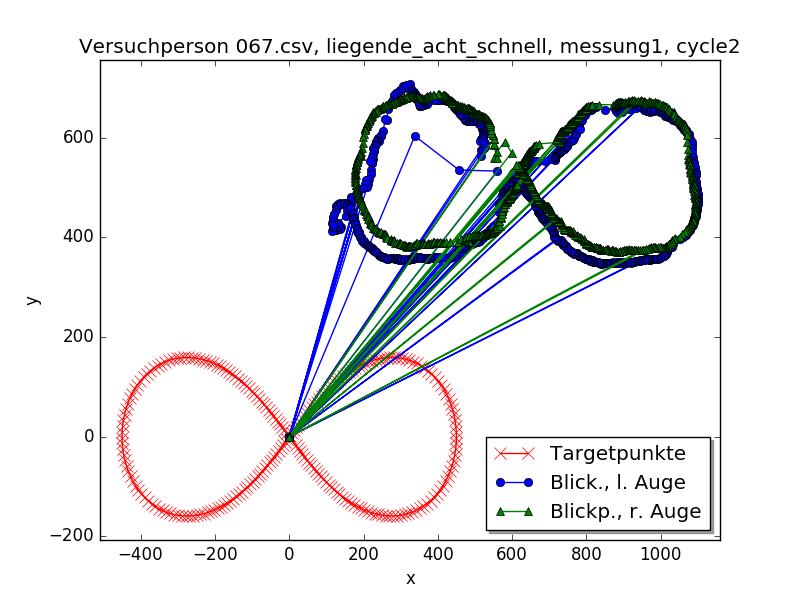 Versuchperson 067.csv, liegende_acht_schnell, messung1, cycle2
y
600
400
200
0
−200
−400
−200
0
200
400
600
800
1000
x
Targetpunkte
Blick., l. Auge
Blickp., r. Auge